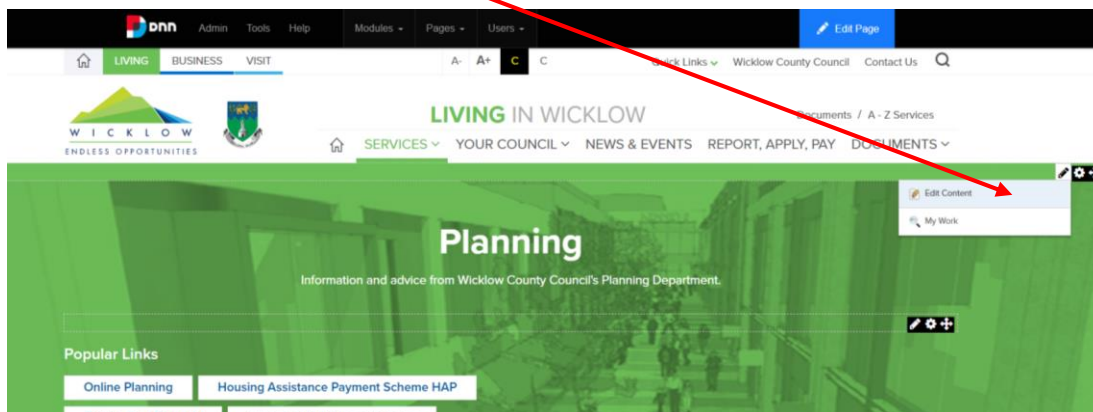 DNN Admin Tools Help Modules Pages Users Edit Page
LIVING BUSINESS VISIT A- A+ C C Quick Links Wicklow County Council Contact Us
WICKLOW
ENDLESS OPPORTUNITIES
LIVING IN WICKLOW
Documents / A - Z Services
SERVICES YOUR COUNCIL NEWS & EVENTS REPORT, APPLY, PAY DOCUMENTS
Edit Content
My Work
Planning
Information and advice from Wicklow County Council's Planning Department.
Popular Links
Online Planning Housing Assistance Payment Scheme HAP